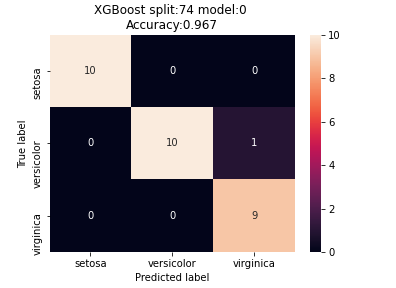 XGBoost split:74 model:0
Accuracy:0.967
True label
setosa
10 0 0
versicolor
0 10 1
virginica
0 0 9
setosa versicolor virginica
Predicted label
10
8
6
4
2
0